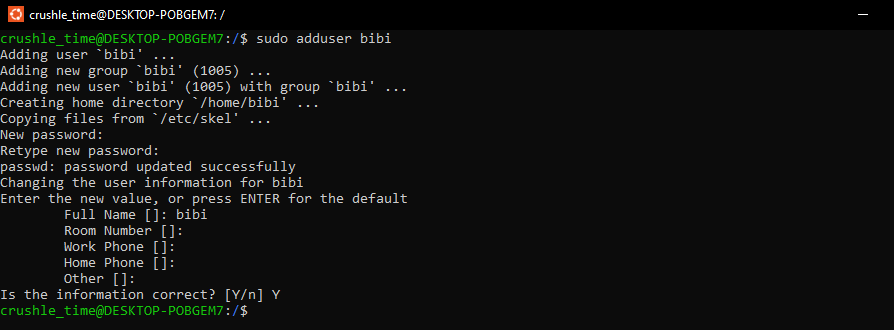 crushle_time@DESKTOP-POBGEM7: /
crushle_time@DESKTOP-POBGEM7:/$ sudo adduser bibi
Adding user `bibi' ...
Adding new group `bibi' (1005) ...
Adding new user `bibi' (1005) with group `bibi' ...
Creating home directory `/home/bibi' ...
Copying files from `/etc/skel' ...
New password:
Retype new password:
passwd: password updated successfully
Changing the user information for bibi
Enter the new value, or press ENTER for the default
        Full Name []: bibi
        Room Number []:
        Work Phone []:
        Home Phone []:
        Other []:
Is the information correct? [Y/n] Y
crushle_time@DESKTOP-POBGEM7:/$